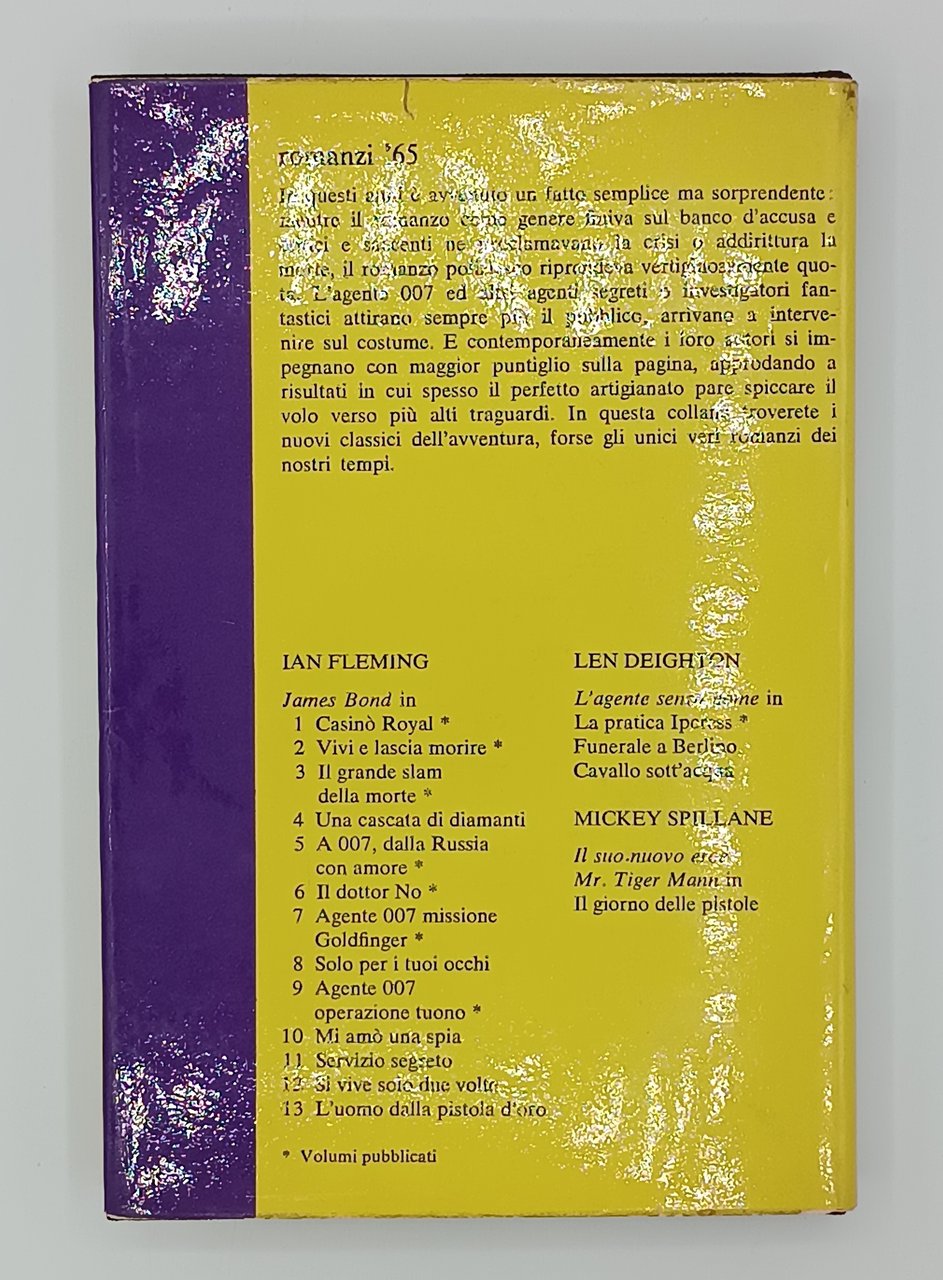 romanzi '65
In questi anni è avvenuto un fatto semplice ma sorprendente:
mentre il romanzo come genere finiva sul banco d'accusa e
e saccenti ne proclamavano la crisi o addirittura la
morte, il romanzo poliziesco riprendeva vertiginosamente quo-
ta. L'agente 007 ed altri agenti segreti o investigatori fan-
tastici attirano sempre più il pubblico, arrivano a interve-
nire sul costume. E contemporaneamente i loro autori si im-
pegnano con maggior puntiglio sulla pagina, approdando a
risultati in cui spesso il perfetto artigianato pare spiccare il
volo verso più alti traguardi. In questa collana troverete i
nuovi classici dell'avventura, forse gli unici veri romanzi dei
nostri tempi.
IAN FLEMING
James Bond in
1 Casinò Royal *
2 Vivi e lascia morire *
3 Il grande slam
della morte *
4 Una cascata di diamanti
5 A 007, dalla Russia
con amore *
6 Il dottor No *
7 Agente 007 missione
Goldfinger *
8 Solo per i tuoi occhi
9 Agente 007
operazione tuono *
10 Mi amò una spia
11 Servizio segreto
12 Si vive solo due volte
13 L'uomo dalla pistola d'oro
* Volumi pubblicati
LEN DEIGHTON
L'agente senza nome in
La pratica Ipcress *
Funerale a Berlino
Cavallo sott'acqua
MICKEY SPILLANE
Il suo nuovo eroe
Mr. Tiger Mann in
Il giorno delle pistole